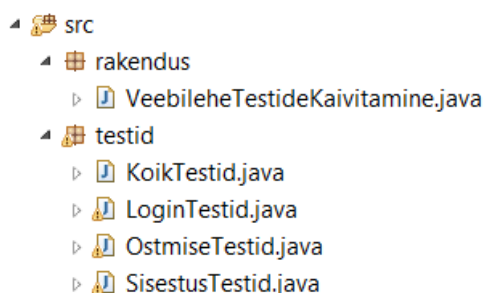 src
rakendus
VeebileheTestideKaivitamine.java
testid
KoikTestid.java
LoginTestid.java
OstmiseTestid.java
SisestusTestid.java